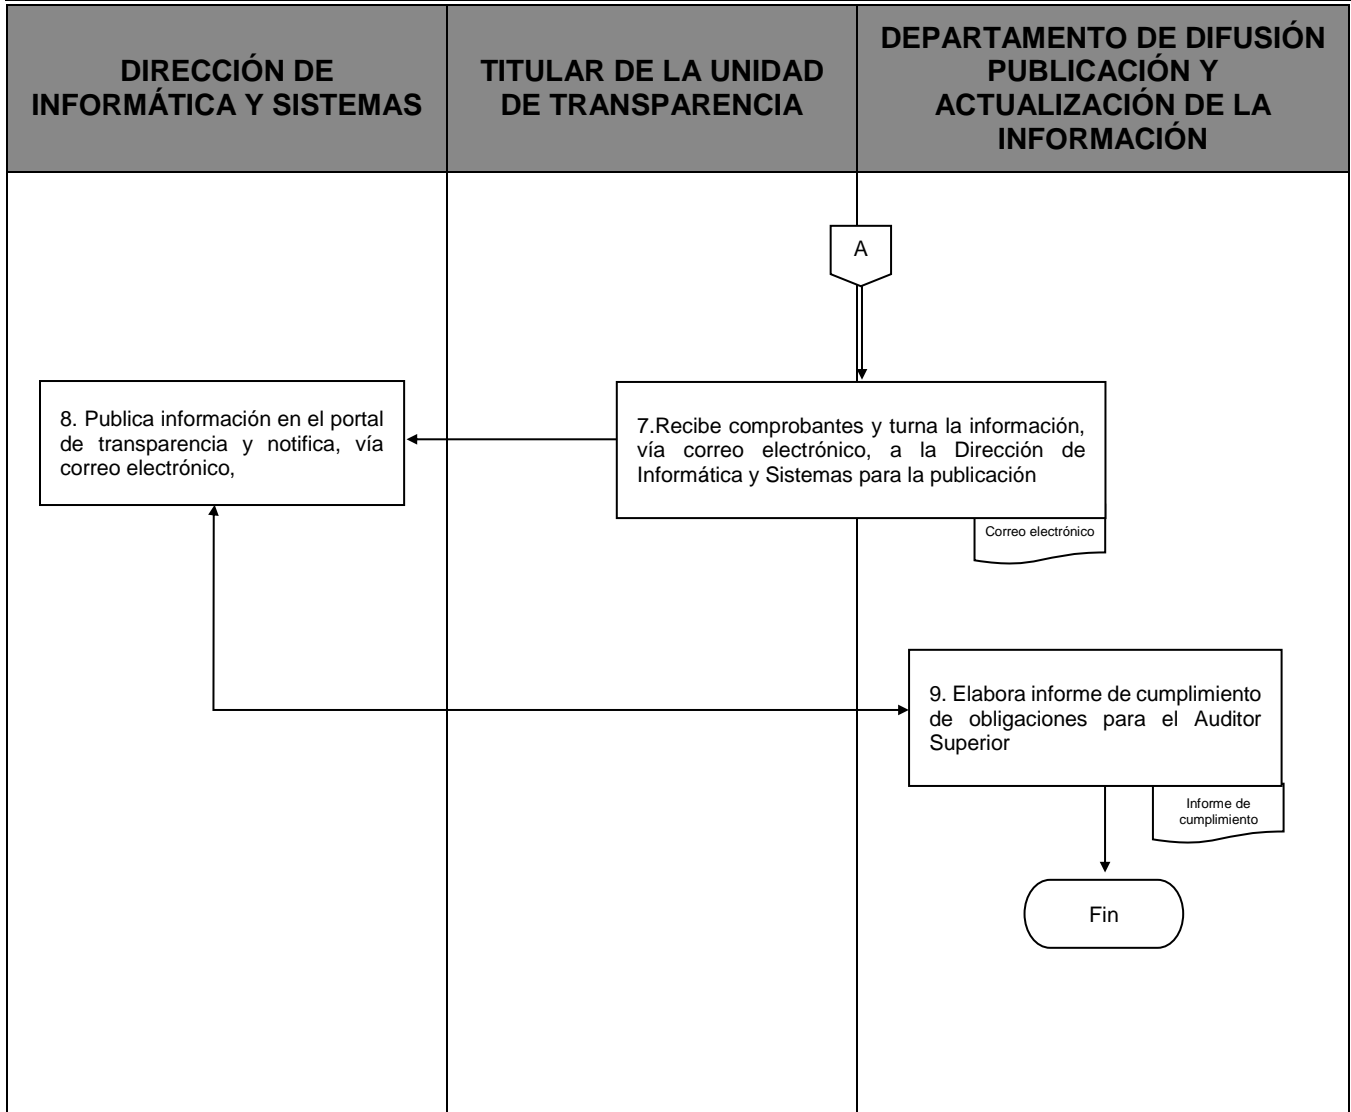 DIRECCIÓN DE
INFORMÁTICA Y SISTEMAS
TITULAR DE LA UNIDAD
DE TRANSPARENCIA
DEPARTAMENTO DE DIFUSIÓN
PUBLICACIÓN Y
ACTUALIZACIÓN DE LA
INFORMACIÓN
A
8. Publica información en el portal
de transparencia y notifica, vía
correo electrónico,
7.Recibe comprobantes y turna la información,
vía correo electrónico, a la Dirección de
Informática y Sistemas para la publicación
Correo electrónico
9. Elabora informe de cumplimiento
de obligaciones para el Auditor
Superior
Informe de
cumplimiento
Fin